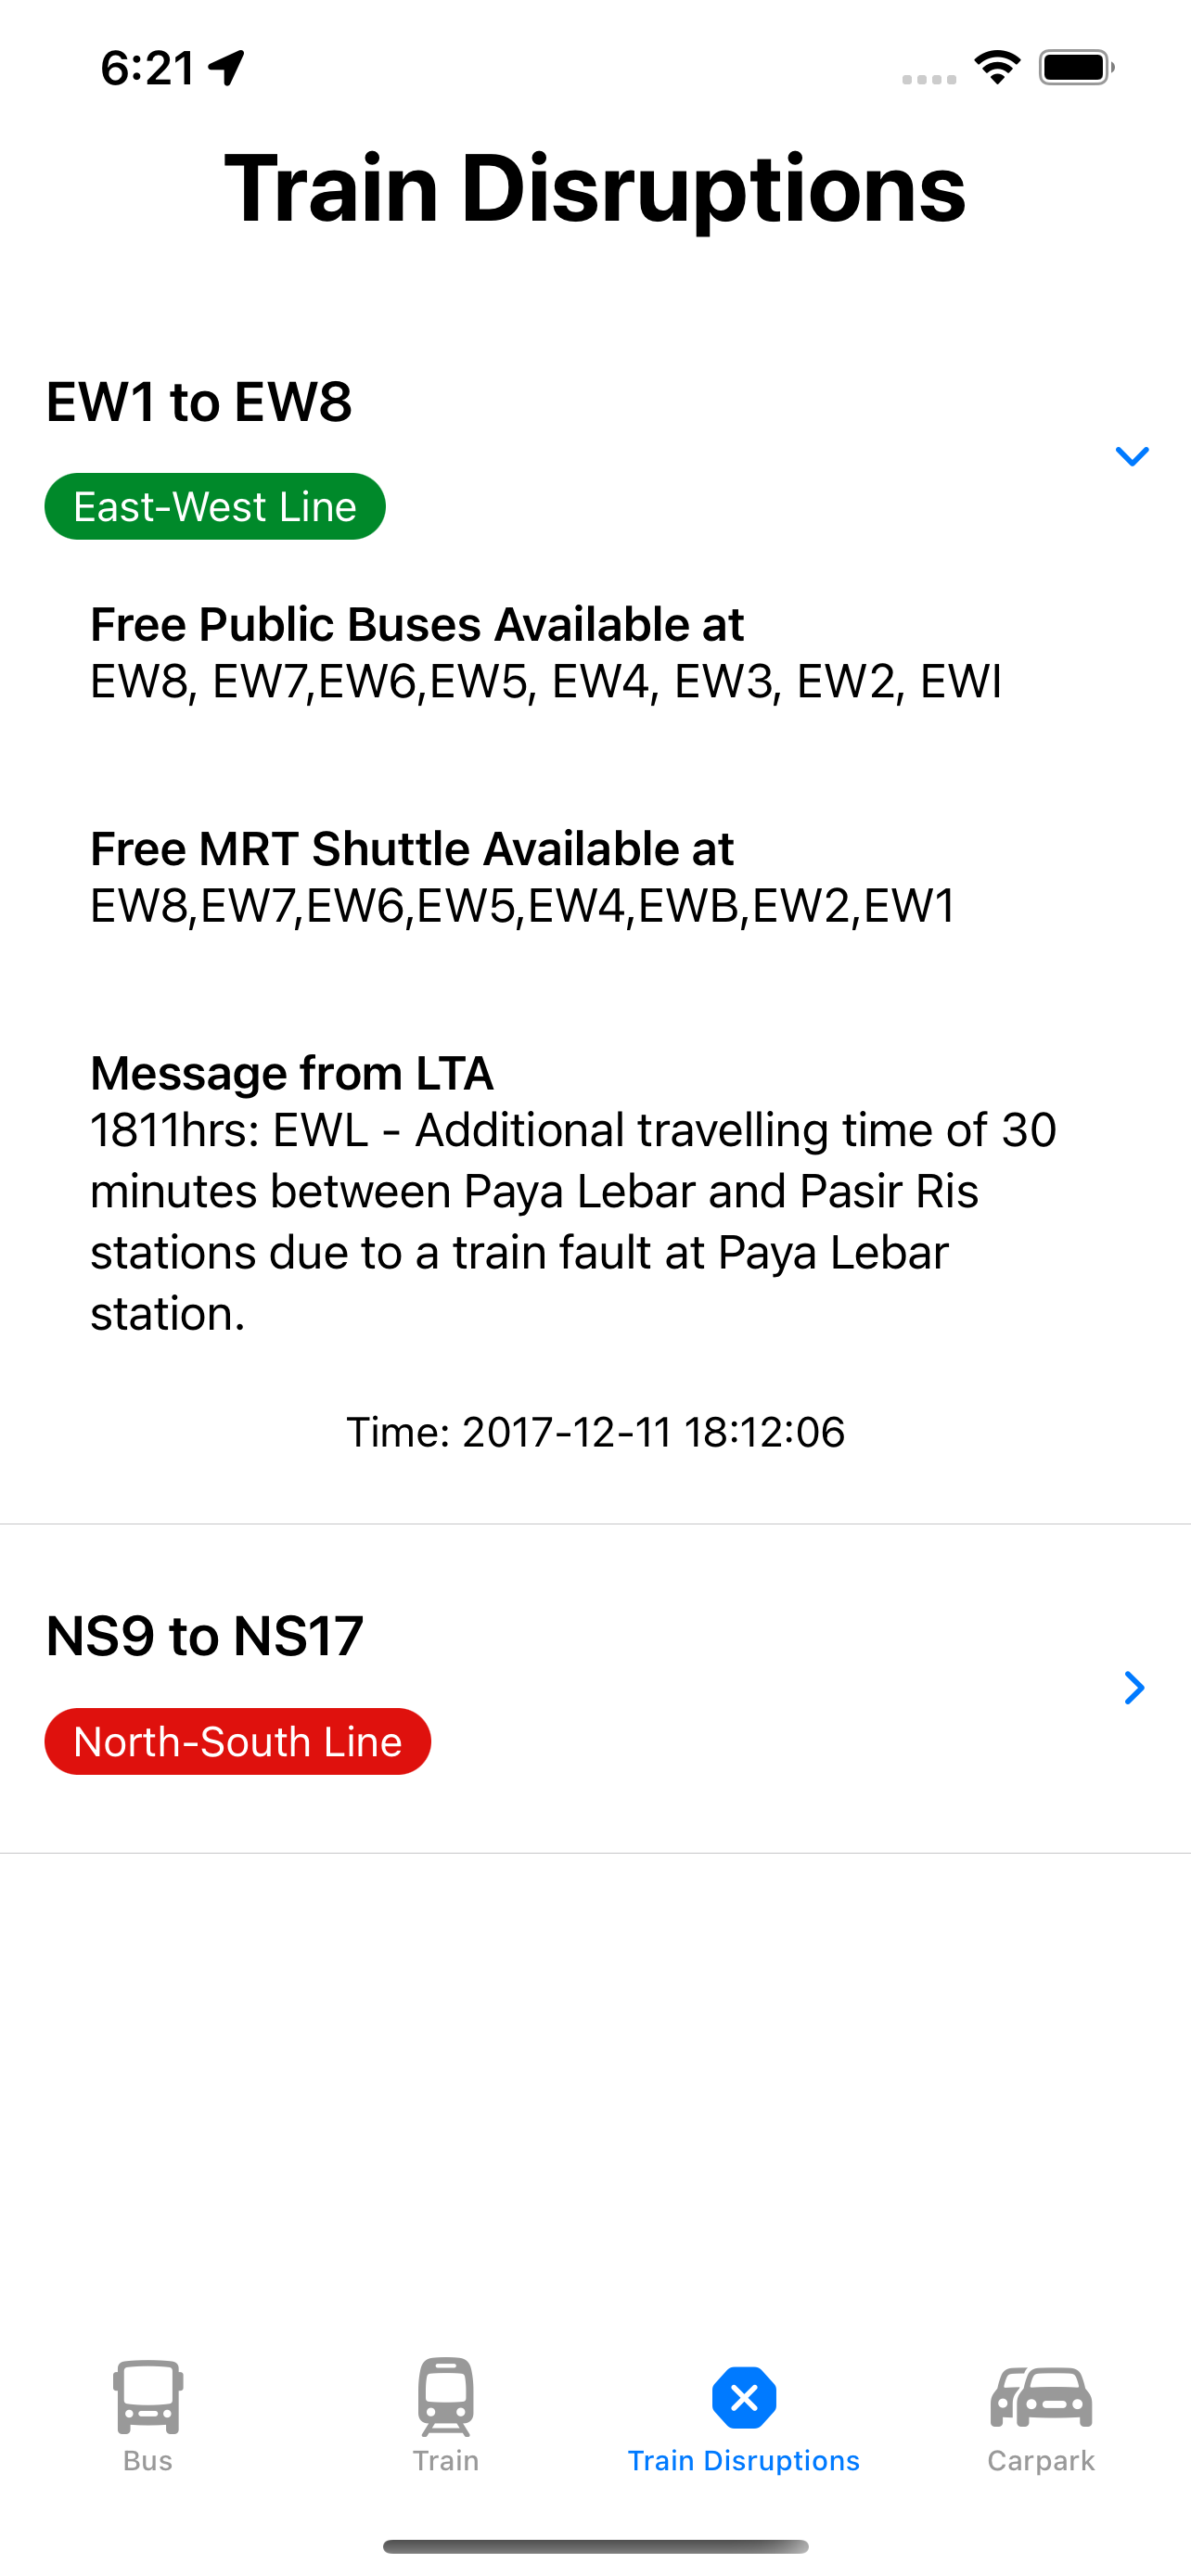 6:21
Train Disruptions
EW1 to EW8
East-West Line
Free Public Buses Available at
EW8, EW7,EW6,EW5, EW4, EW3, EW2, EWI
Free MRT Shuttle Available at
EW8,EW7,EW6,EW5,EW4,EWB,EW2,EW1
Message from LTA
1811hrs: EWL - Additional travelling time of 30
minutes between Paya Lebar and Pasir Ris
stations due to a train fault at Paya Lebar
station.
Time: 2017-12-11 18:12:06
NS9 to NS17
North-South Line
Bus
Train
Train Disruptions
Carpark